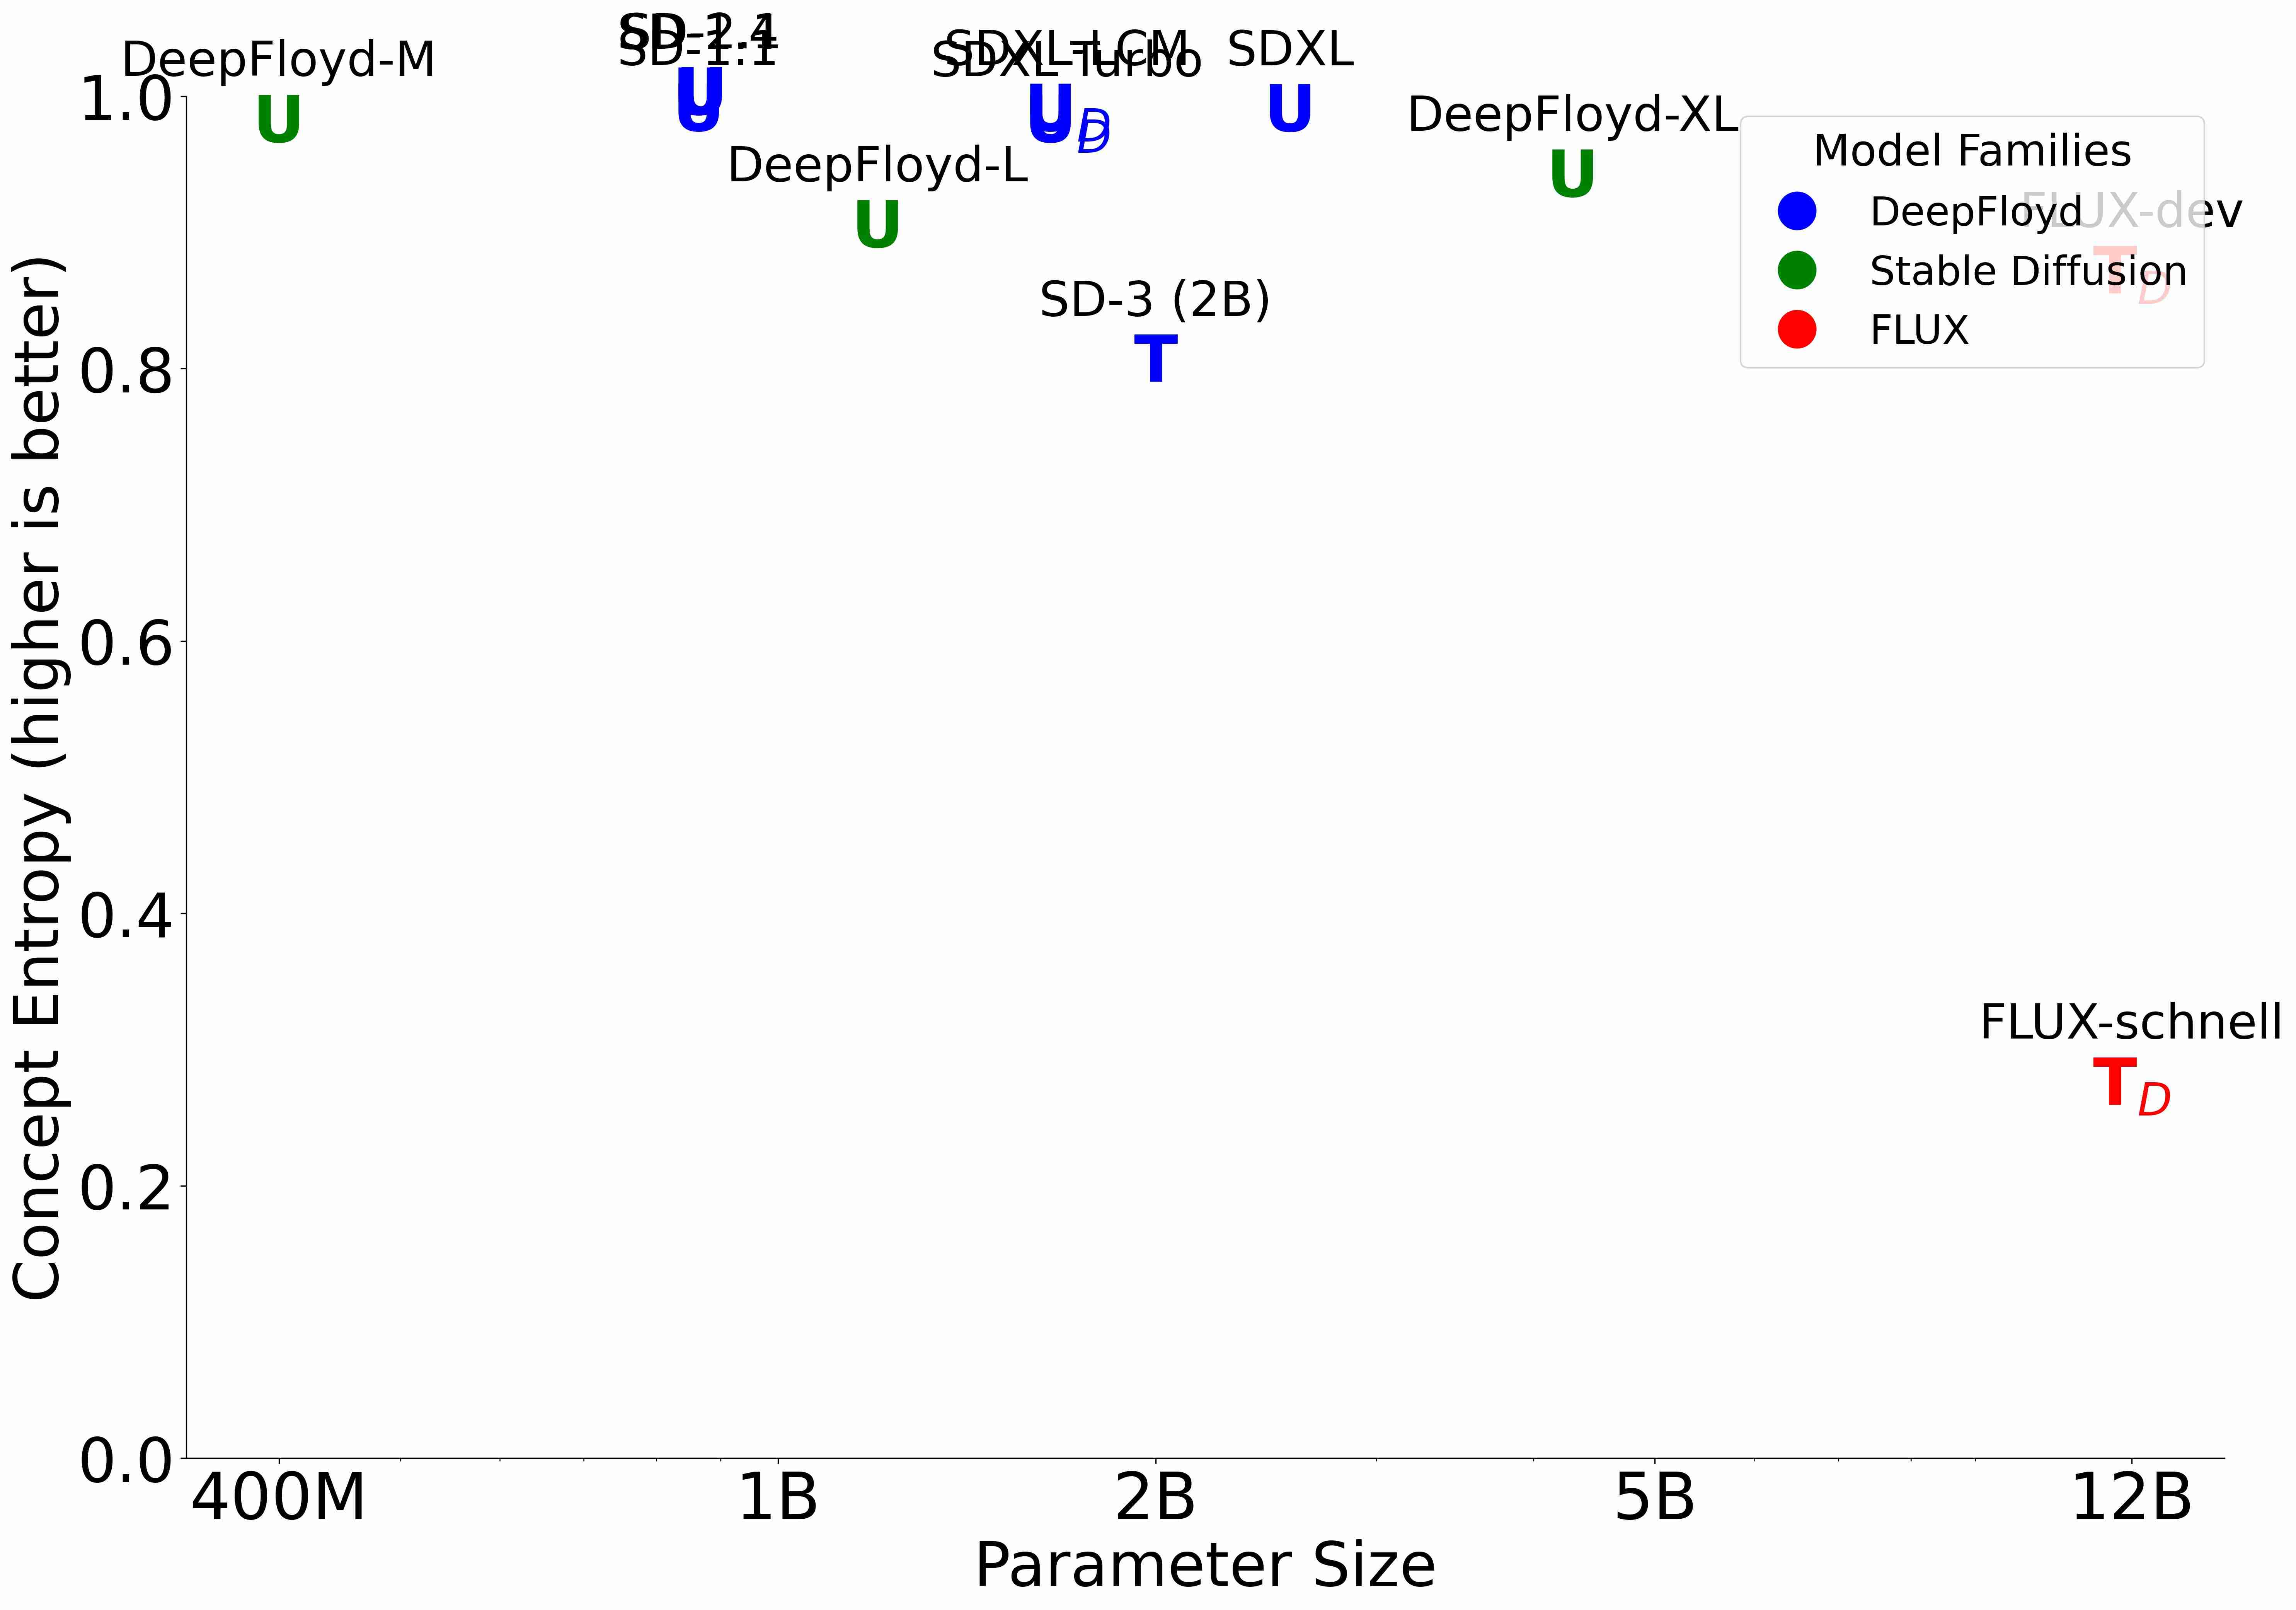 DeepFloyd-M
SD-2.1
SD-1.4
SD-1.1
SDXL-LCM
SDXL-Turbo
SDXL
DeepFloyd-XL
DeepFloyd-L
SD-3 (2B)
FLUX-dev
FLUX-schnell
U
U
U
U
U
D
D
U
U
U
T
T D
T D
Model Families
DeepFloyd
Stable Diffusion
FLUX
Concept Entropy (higher is better)
1.0
0.8
0.6
0.4
0.2
0.0
400M
1B
2B
5B
12B
Parameter Size